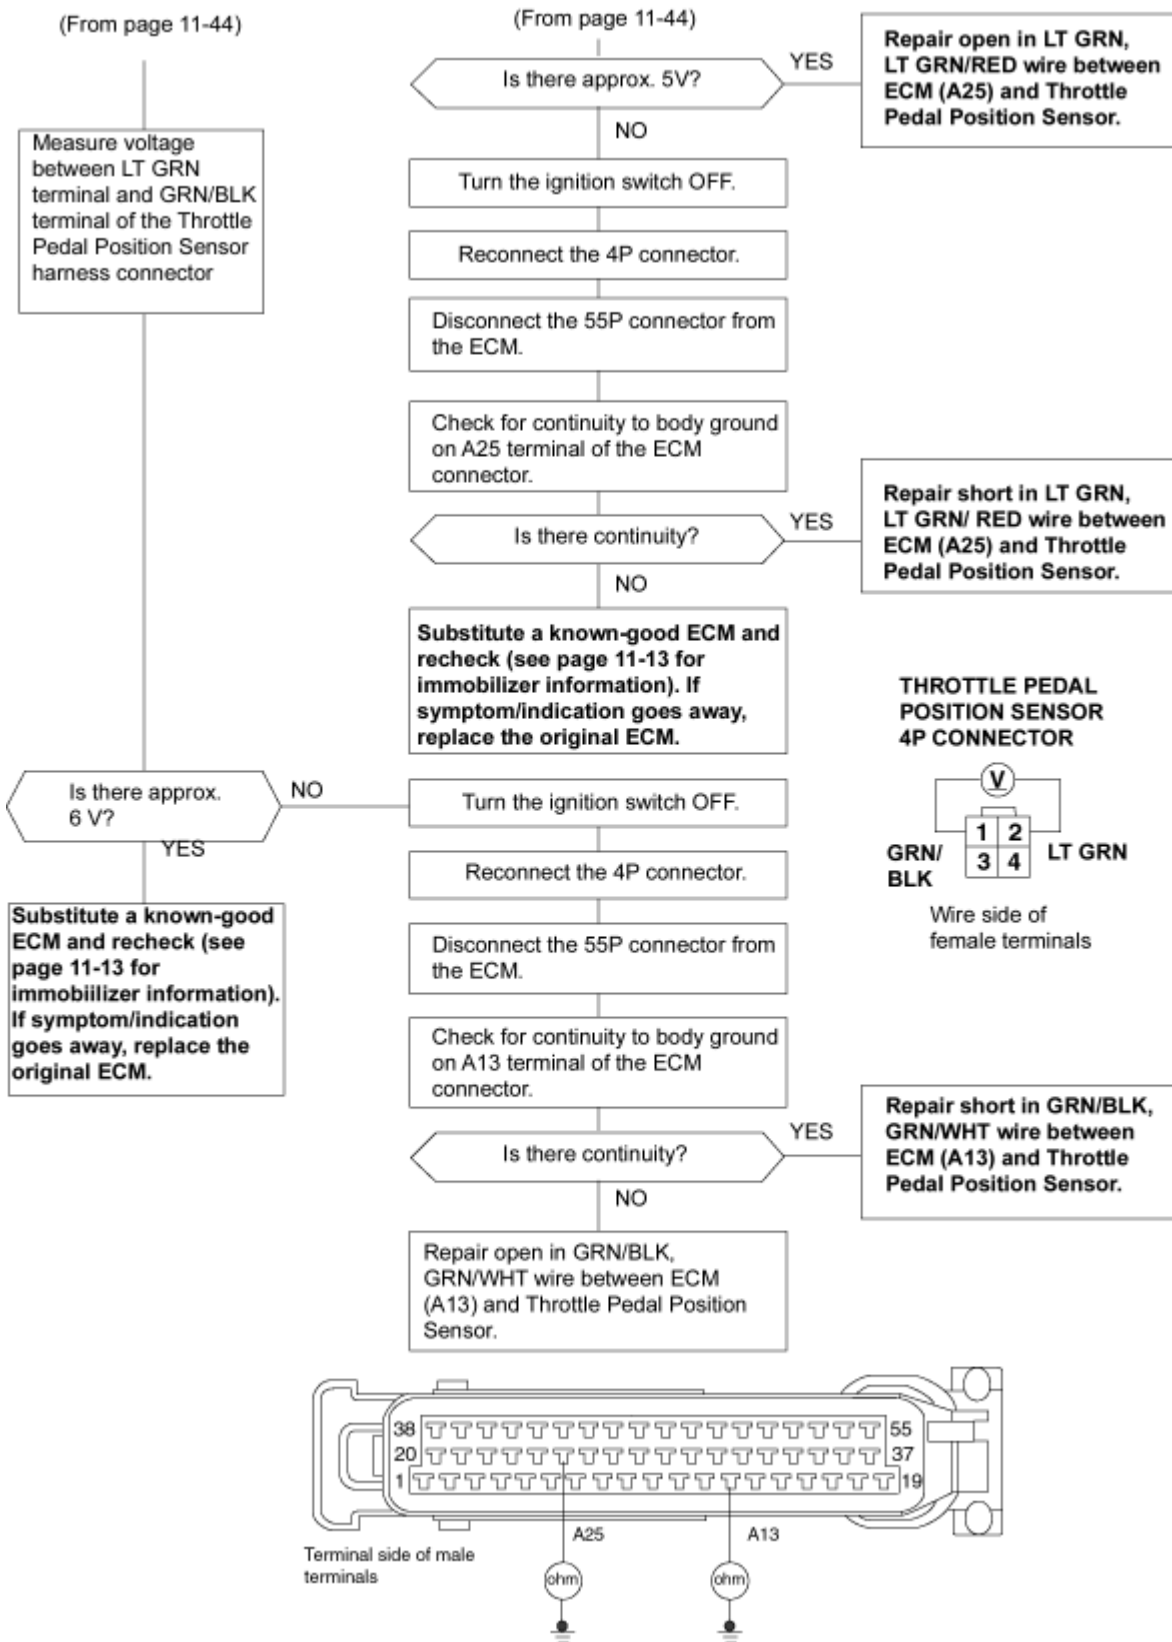 (From page 11-44)
Measure voltage
between LT GRN
terminal and GRN/BLK
terminal of the Throttle
Pedal Position Sensor
harness connector
Is there approx.
6 V?
NO
YES
Substitute a known-good
ECM and recheck (see
page 11-13 for
immobiilizer information).
If symptom/indication
goes away, replace the
original ECM.
(From page 11-44)
Is there approx. 5V?
YES
Repair open in LT GRN,
LT GRN/RED wire between
ECM (A25) and Throttle
Pedal Position Sensor.
NO
Turn the ignition switch OFF.
Reconnect the 4P connector.
Disconnect the 55P connector from
the ECM.
Check for continuity to body ground
on A25 terminal of the ECM
connector.
Is there continuity?
YES
Repair short in LT GRN,
LT GRN/ RED wire between
ECM (A25) and Throttle
Pedal Position Sensor.
NO
Substitute a known-good ECM and
recheck (see page 11-13 for
immobilizer information). If
symptom/indication goes away,
replace the original ECM.
Turn the ignition switch OFF.
Reconnect the 4P connector.
Disconnect the 55P connector from
the ECM.
Check for continuity to body ground
on A13 terminal of the ECM
connector.
Is there continuity?
YES
Repair short in GRN/BLK,
GRN/WHT wire between
ECM (A13) and Throttle
Pedal Position Sensor.
NO
Repair open in GRN/BLK,
GRN/WHT wire between ECM
(A13) and Throttle Pedal Position
Sensor.
THROTTLE PEDAL
POSITION SENSOR
4P CONNECTOR
V
1 2
3 4
GRN/
BLK
LT GRN
Wire side of
female terminals
38 55
20 37
1 19
A25 A13
Terminal side of male
terminals
ohm ohm